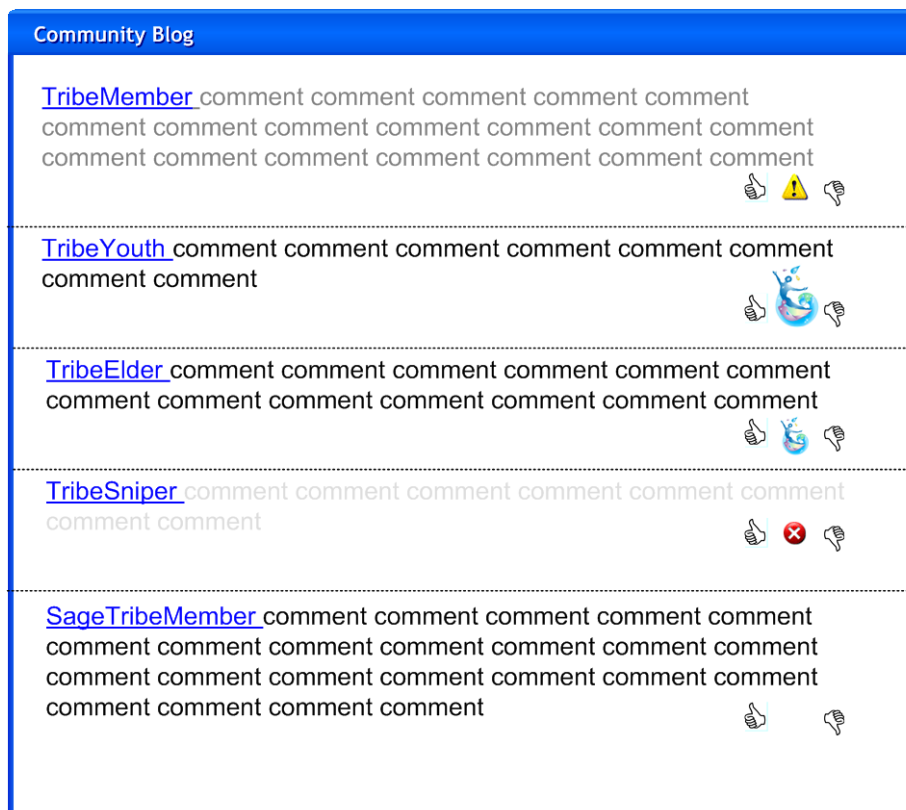 Community Blog
TribeMember comment comment comment comment comment
comment comment comment comment comment comment comment
comment comment comment comment comment comment comment
TribeYouth comment comment comment comment comment comment
comment comment
TribeElder comment comment comment comment comment comment
comment comment comment comment comment comment comment
TribeSniper comment comment comment comment comment comment
comment comment
SageTribeMember comment comment comment comment comment
comment comment comment comment comment comment comment
comment comment comment comment comment comment comment
comment comment comment comment